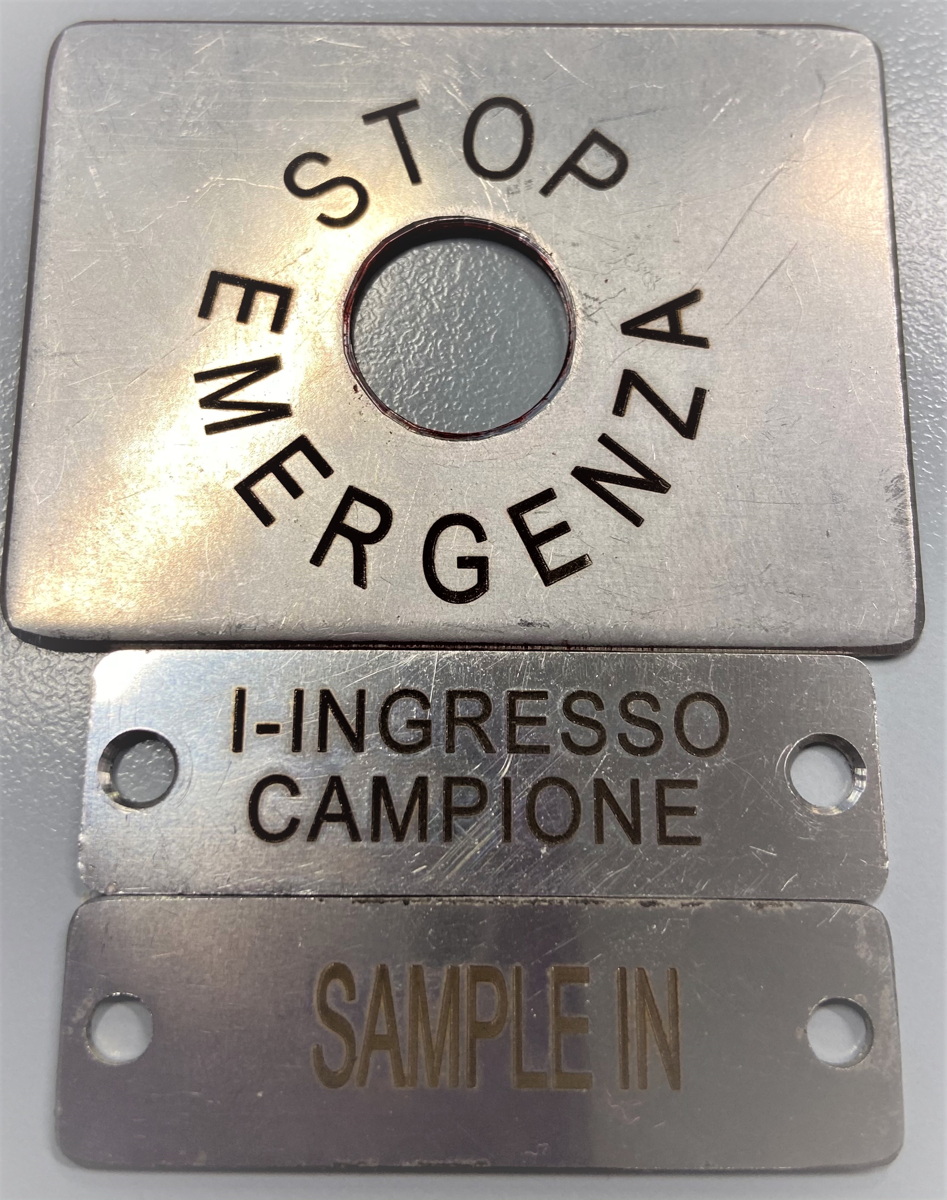 STOP
EMERGENZA
I-INGRESSO
CAMPIONE
SAMPLE IN